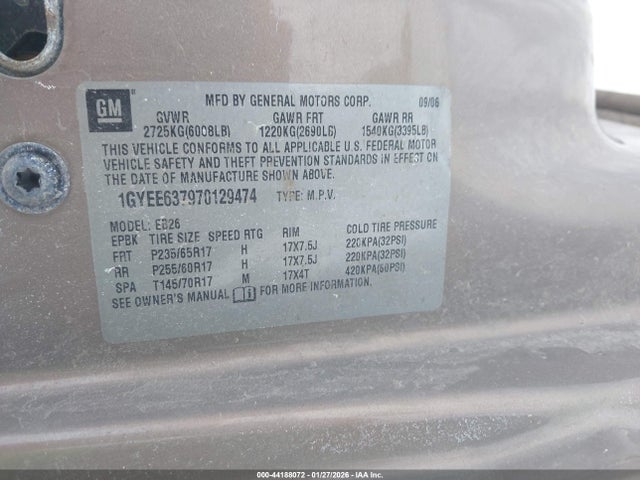 GM
MFD BY GENERAL MOTORS CORP. 09/06
GVWR GAWR FRT GAWR RR
2725KG(6008LB) 1220KG(2690LG) 1540KG(3395LB)
THIS VEHICLE CONFORMS TO ALL APPLICABLE U.S. FEDERAL MOTOR
VEHICLE SAFETY AND THEFT PREVENTION STANDARDS IN EFFECT
ON THE DATE OF MANUFACTURE SHOWN ABOVE.
1GYEE637970129474 TYPE: M.P.V.
MODEL: EE26
EPBK TIRE SIZE SPEED RTG RIM COLD TIRE PRESSURE
FRT P235/65R17 H 17X7.5J 220KPA(32PSI)
RR P255/60R17 H 17X7.5J 220KPA(32PSI)
SPA T145/70R17 M 17X4T 420KPA(60PSI)
SEE OWNER'S MANUAL FOR MORE INFORMATION.
000-44188072 - 01/27/2026 - IAAI Inc. Copyright